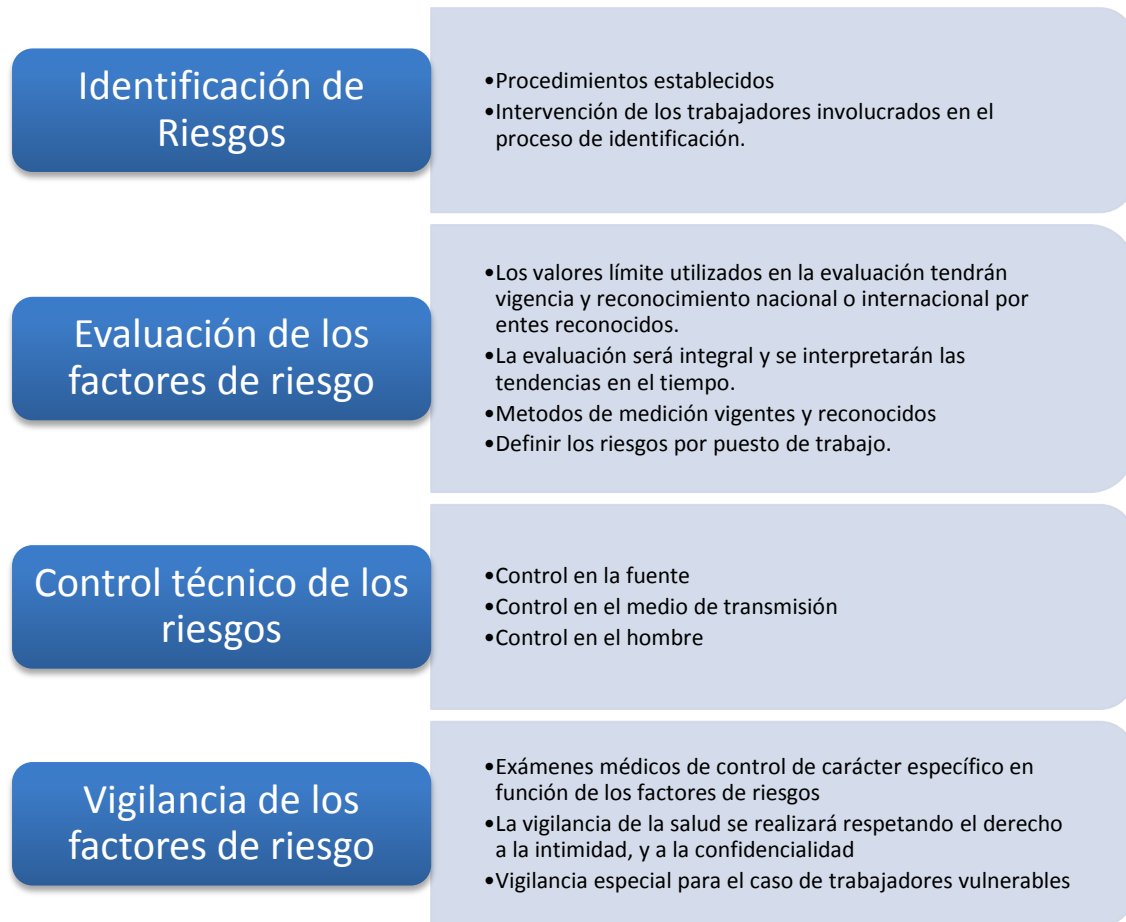 Identificación de
Riesgos
•Procedimientos establecidos
•Intervención de los trabajadores involucrados en el
proceso de identificación.
Evaluación de los
factores de riesgo
•Los valores límite utilizados en la evaluación tendrán
vigencia y reconocimiento nacional o internacional por
entes reconocidos.
•La evaluación será integral y se interpretarán las
tendencias en el tiempo.
•Metodos de medición vigentes y reconocidos
•Definir los riesgos por puesto de trabajo.
Control técnico de los
riesgos
•Control en la fuente
•Control en el medio de transmisión
•Control en el hombre
Vigilancia de los
factores de riesgo
•Exámenes médicos de control de carácter específico en
función de los factores de riesgos
•La vigilancia de la salud se realizará respetando el derecho
a la intimidad, y a la confidencialidad
•Vigilancia especial para el caso de trabajadores vulnerables